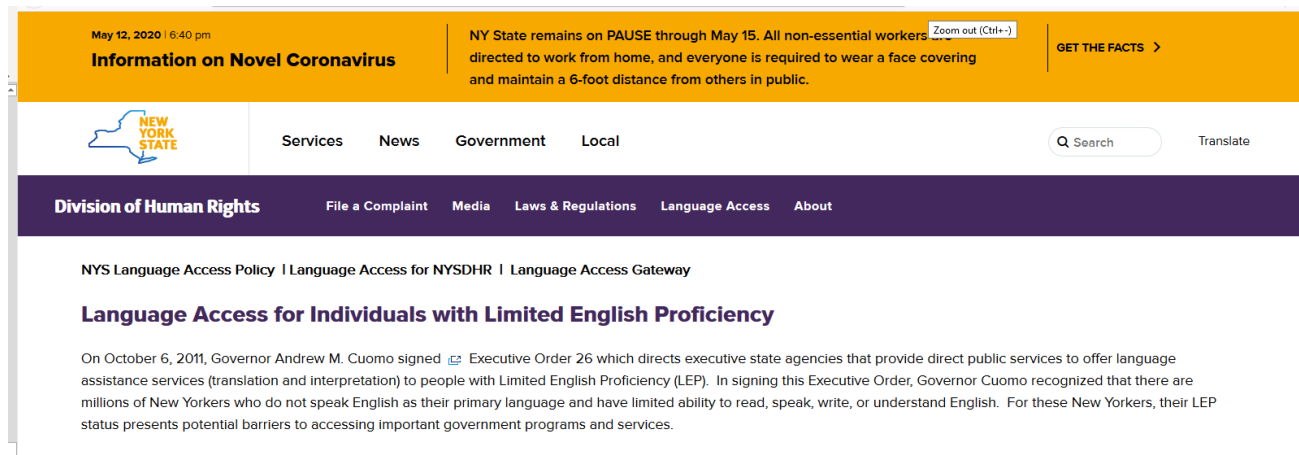 May 12, 2020 | 6:40 pm
Information on Novel Coronavirus
NY State remains on PAUSE through May 15. All non-essential workers
directed to work from home, and everyone is required to wear a face covering
and maintain a 6-foot distance from others in public.
Zoom out (Ctrl+-)
GET THE FACTS >
NEW
YORK
STATE
Services News Government Local
Search
Translate
Division of Human Rights
File a Complaint Media Laws & Regulations Language Access About
NYS Language Access Policy | Language Access for NYSDHR | Language Access Gateway
Language Access for Individuals with Limited English Proficiency
On October 6, 2011, Governor Andrew M. Cuomo signed Executive Order 26 which directs executive state agencies that provide direct public services to offer language
assistance services (translation and interpretation) to people with Limited English Proficiency (LEP). In signing this Executive Order, Governor Cuomo recognized that there are
millions of New Yorkers who do not speak English as their primary language and have limited ability to read, speak, write, or understand English. For these New Yorkers, their LEP
status presents potential barriers to accessing important government programs and services.